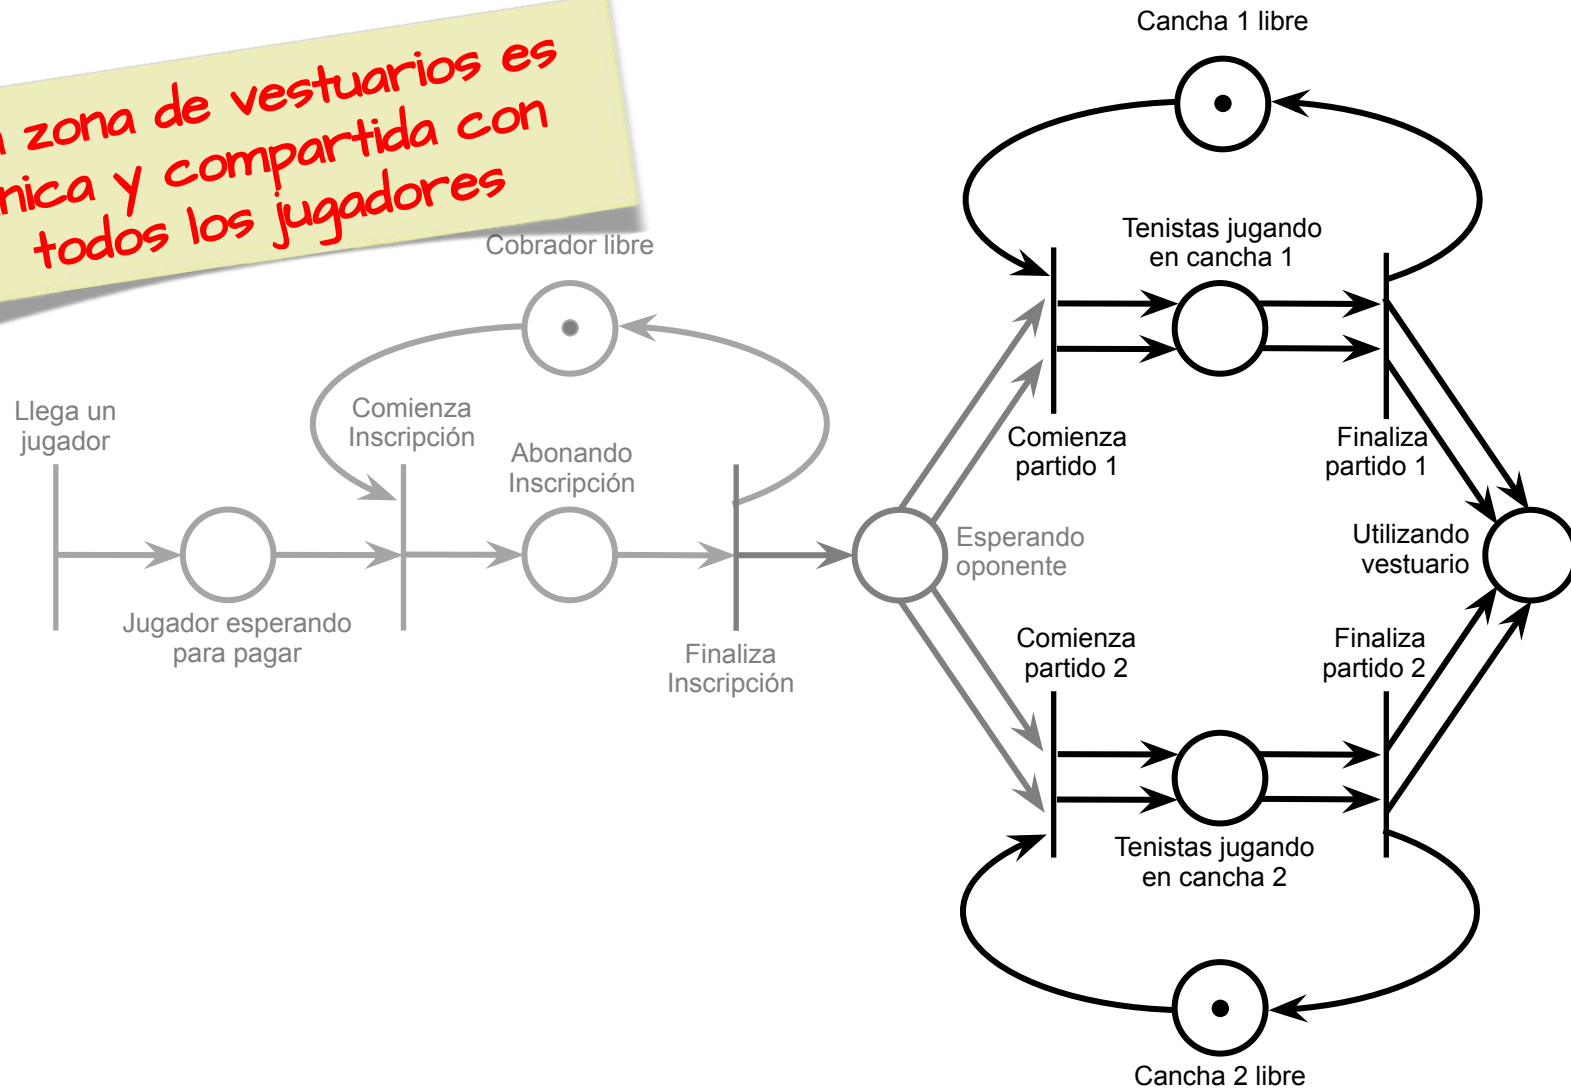 zona de vestuarios es
nica y compartida con
todos los jugadores
Cancha 1 libre
Tenistas jugando
en cancha 1
Cobrador libre
Llega un
jugador
Comienza
Inscripción
Abonando
Inscripción
Comienza
partido 1
Finaliza
partido 1
Esperando
oponente
Utilizando
vestuario
Jugador esperando
para pagar
Finaliza
Inscripción
Comienza
partido 2
Finaliza
partido 2
Tenistas jugando
en cancha 2
Cancha 2 libre